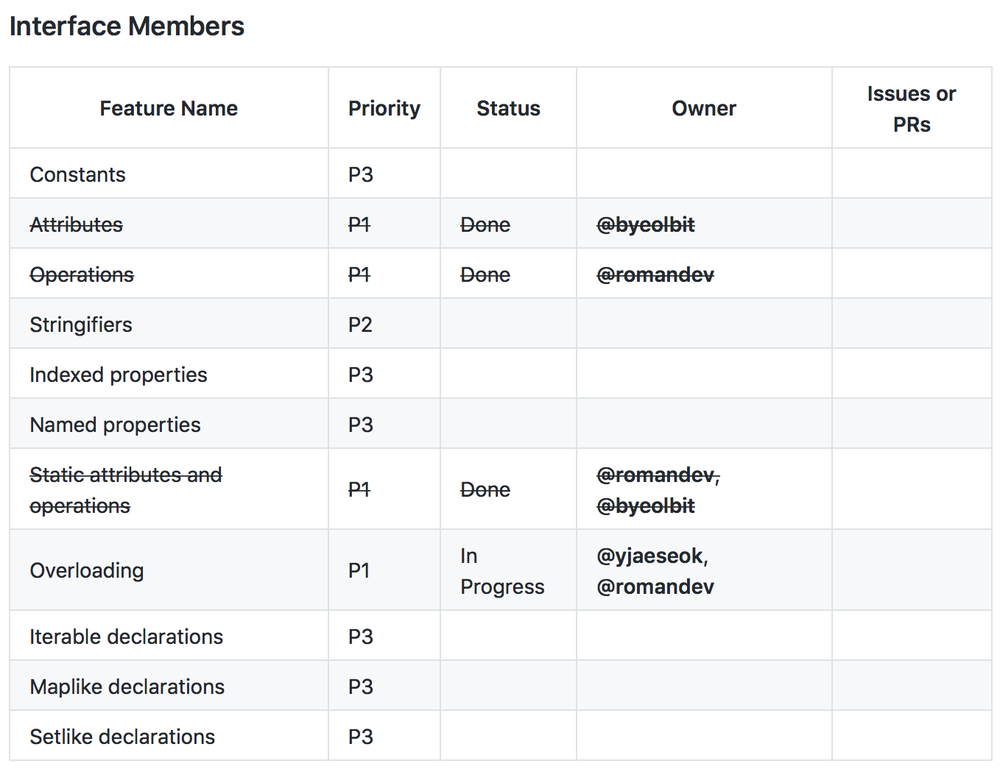 Interface Members
Feature Name Priority Status Owner Issues or
PRs
Constants P3
Attributes P1 Done @byeolbit
Operations P1 Done @romandev
Stringifiers P2
Indexed properties P3
Named properties P3
Static attributes and
operations P1 Done @romandev,
@byeolbit
Overloading P1 In
Progress @yjaeseok,
@romandev
Iterable declarations P3
Maplike declarations P3
Setlike declarations P3